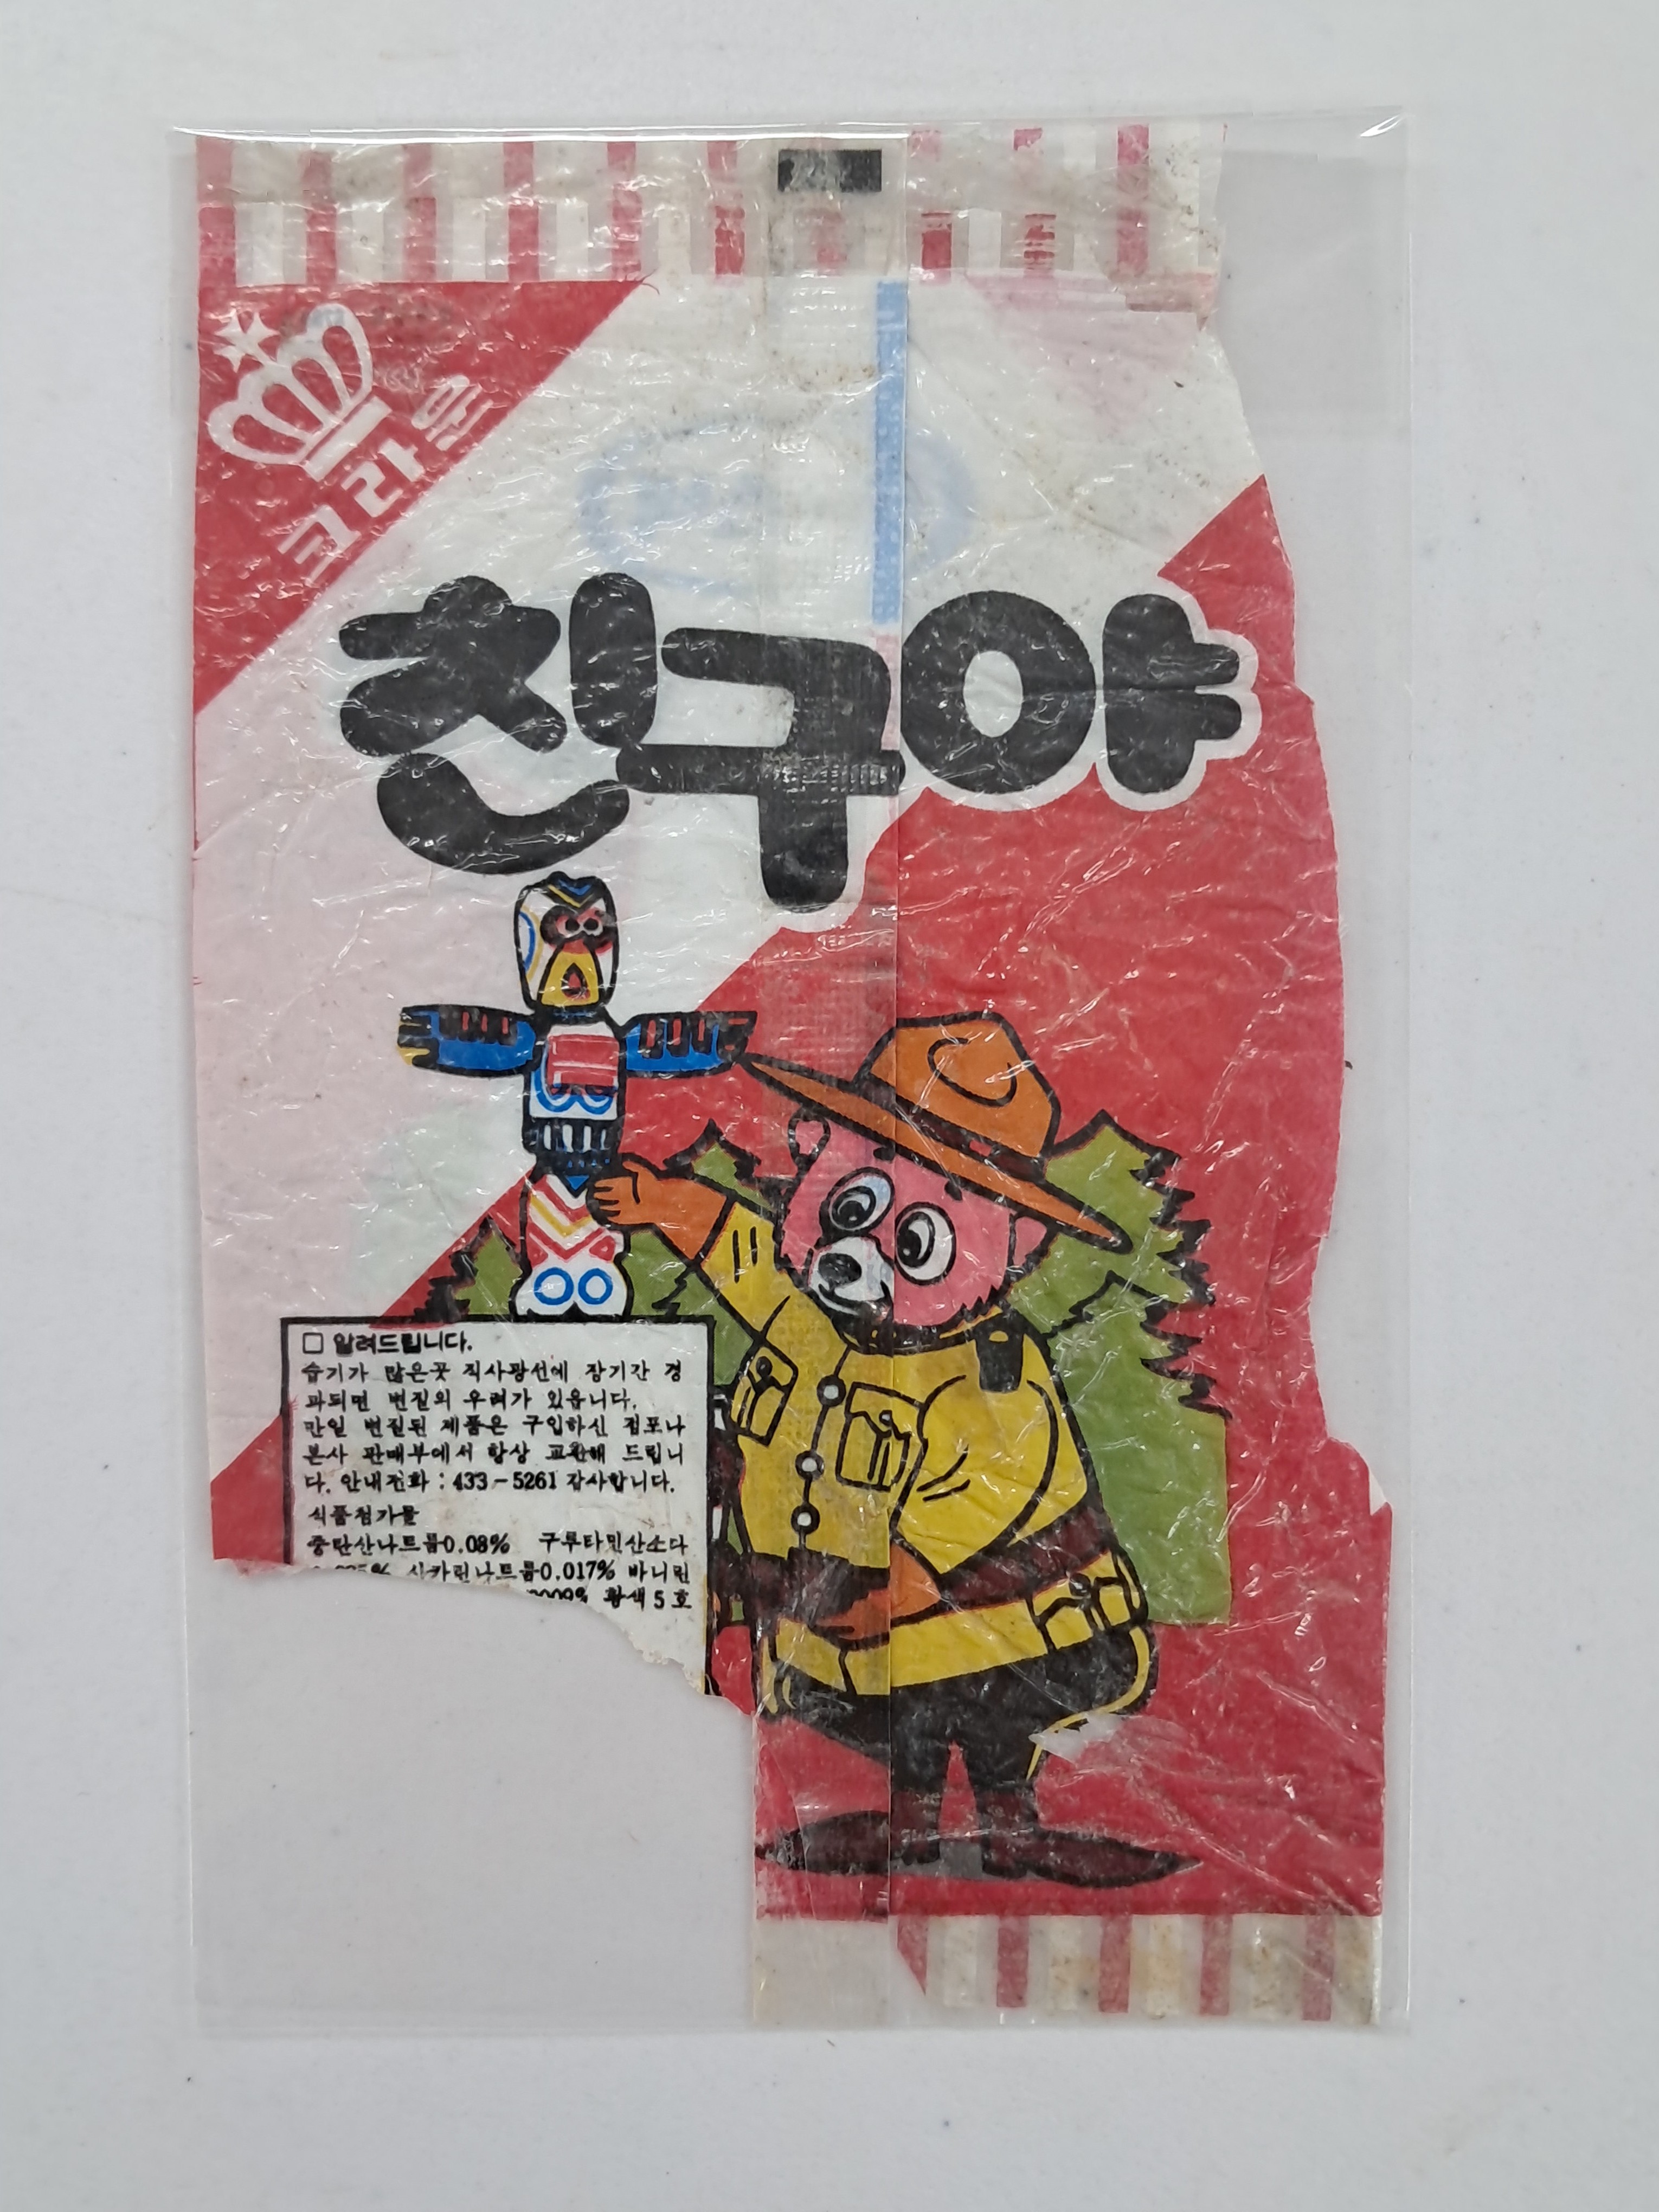 크라운
친구야
□ 알려드립니다.
습기가 많은곳 직사광선에 장기간 경
과되면 변질의 우려가 있읍니다.
만일 변질된 제품은 구입하신 점포나
본사 판매부에서 항상 교환해 드립니
다. 안내전화 : 433-5261 감사합니다.
식품첨가물
중탄산나트륨0.08% 구루타민산소다
사카린나트륨0.017% 바니린
황색5호